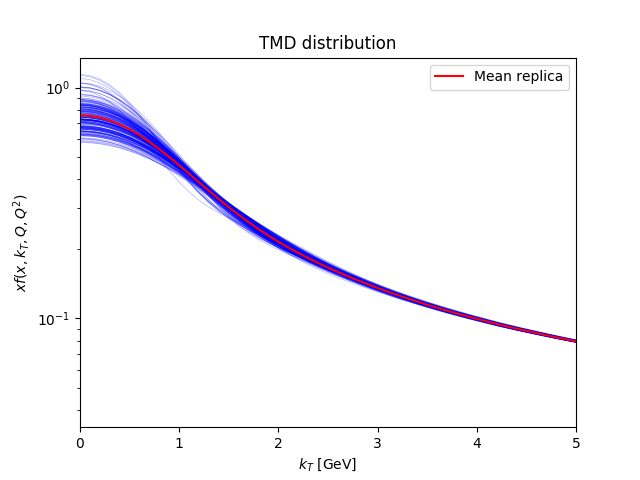 TMD distribution
Mean replica
10⁰
10⁻¹
xf(x, k_T, Q, Q²)
0 1 2 3 4 5
k_T [GeV]